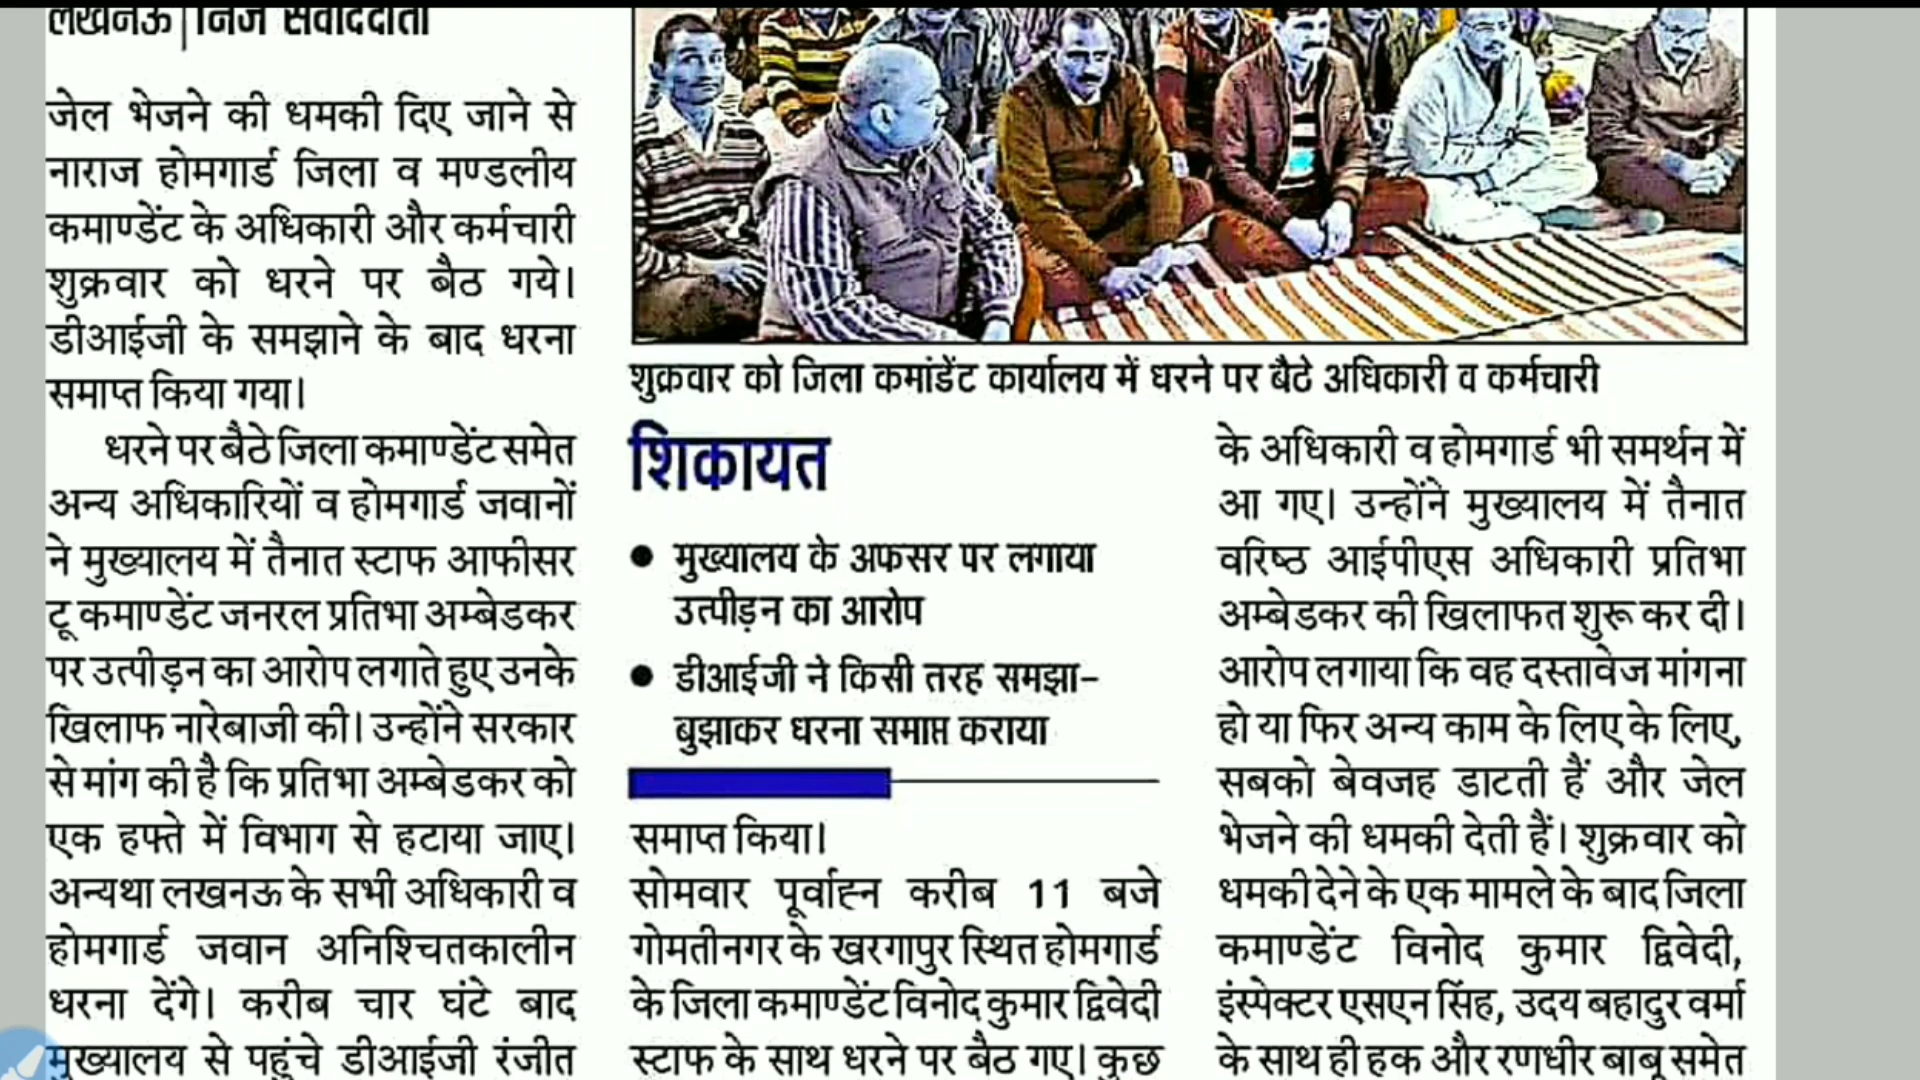 लखनऊ | निज संवाददाता
जेल भेजने की धमकी दिए जाने से
नाराज होमगार्ड जिला व मण्डलीय
कमाण्डेंट के अधिकारी और कर्मचारी
शुक्रवार को धरने पर बैठ गये।
डीआईजी के समझाने के बाद धरना
समाप्त किया गया।
धरने पर बैठे जिला कमाण्डेंट समेत
अन्य अधिकारियों व होमगार्ड जवानों
ने मुख्यालय में तैनात स्टाफ आफीसर
टू कमाण्डेंट जनरल प्रतिभा अम्बेडकर
पर उत्पीड़न का आरोप लगाते हुए उनके
खिलाफ नारेबाजी की। उन्होंने सरकार
से मांग की है कि प्रतिभा अम्बेडकर को
एक हफ्ते में विभाग से हटाया जाए।
अन्यथा लखनऊ के सभी अधिकारी व
होमगार्ड जवान अनिश्चितकालीन
धरना देंगे। करीब चार घंटे बाद
मुख्यालय से पहुंचे डीआईजी रंजीत
शुक्रवार को जिला कमांडेंट कार्यालय में धरने पर बैठे अधिकारी व कर्मचारी
शिकायत
● मुख्यालय के अफसर पर लगाया
उत्पीड़न का आरोप
● डीआईजी ने किसी तरह समझा-
बुझाकर धरना समाप्त कराया
समाप्त किया।
सोमवार पूर्वाह्न करीब 11 बजे
गोमतीनगर के खरगापुर स्थित होमगार्ड
के जिला कमाण्डेंट विनोद कुमार द्विवेदी
स्टाफ के साथ धरने पर बैठ गए। कुछ
के अधिकारी व होमगार्ड भी समर्थन में
आ गए। उन्होंने मुख्यालय में तैनात
वरिष्ठ आईपीएस अधिकारी प्रतिभा
अम्बेडकर की खिलाफत शुरू कर दी।
आरोप लगाया कि वह दस्तावेज मांगना
हो या फिर अन्य काम के लिए के लिए,
सबको बेवजह डाटती हैं और जेल
भेजने की धमकी देती हैं। शुक्रवार को
धमकी देने के एक मामले के बाद जिला
कमाण्डेंट विनोद कुमार द्विवेदी,
इंस्पेक्टर एसएन सिंह, उदय बहादुर वर्मा
के साथ ही हक और रणधीर बाबू समेत